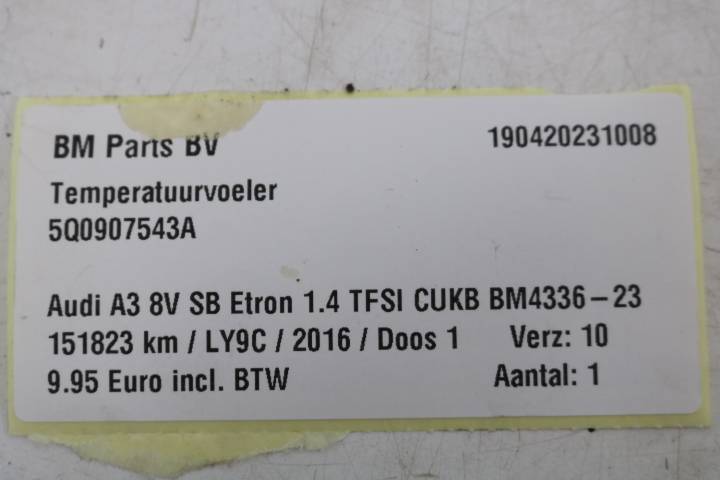 BM Parts BV 190420231008
Temperatuurvoeler
5Q0907543A
Audi A3 8V SB Etron 1.4 TFSI CUKB BM4336-23
151823 km / LY9C / 2016 / Doos 1 Verz: 10
9.95 Euro incl. BTW Aantal: 1